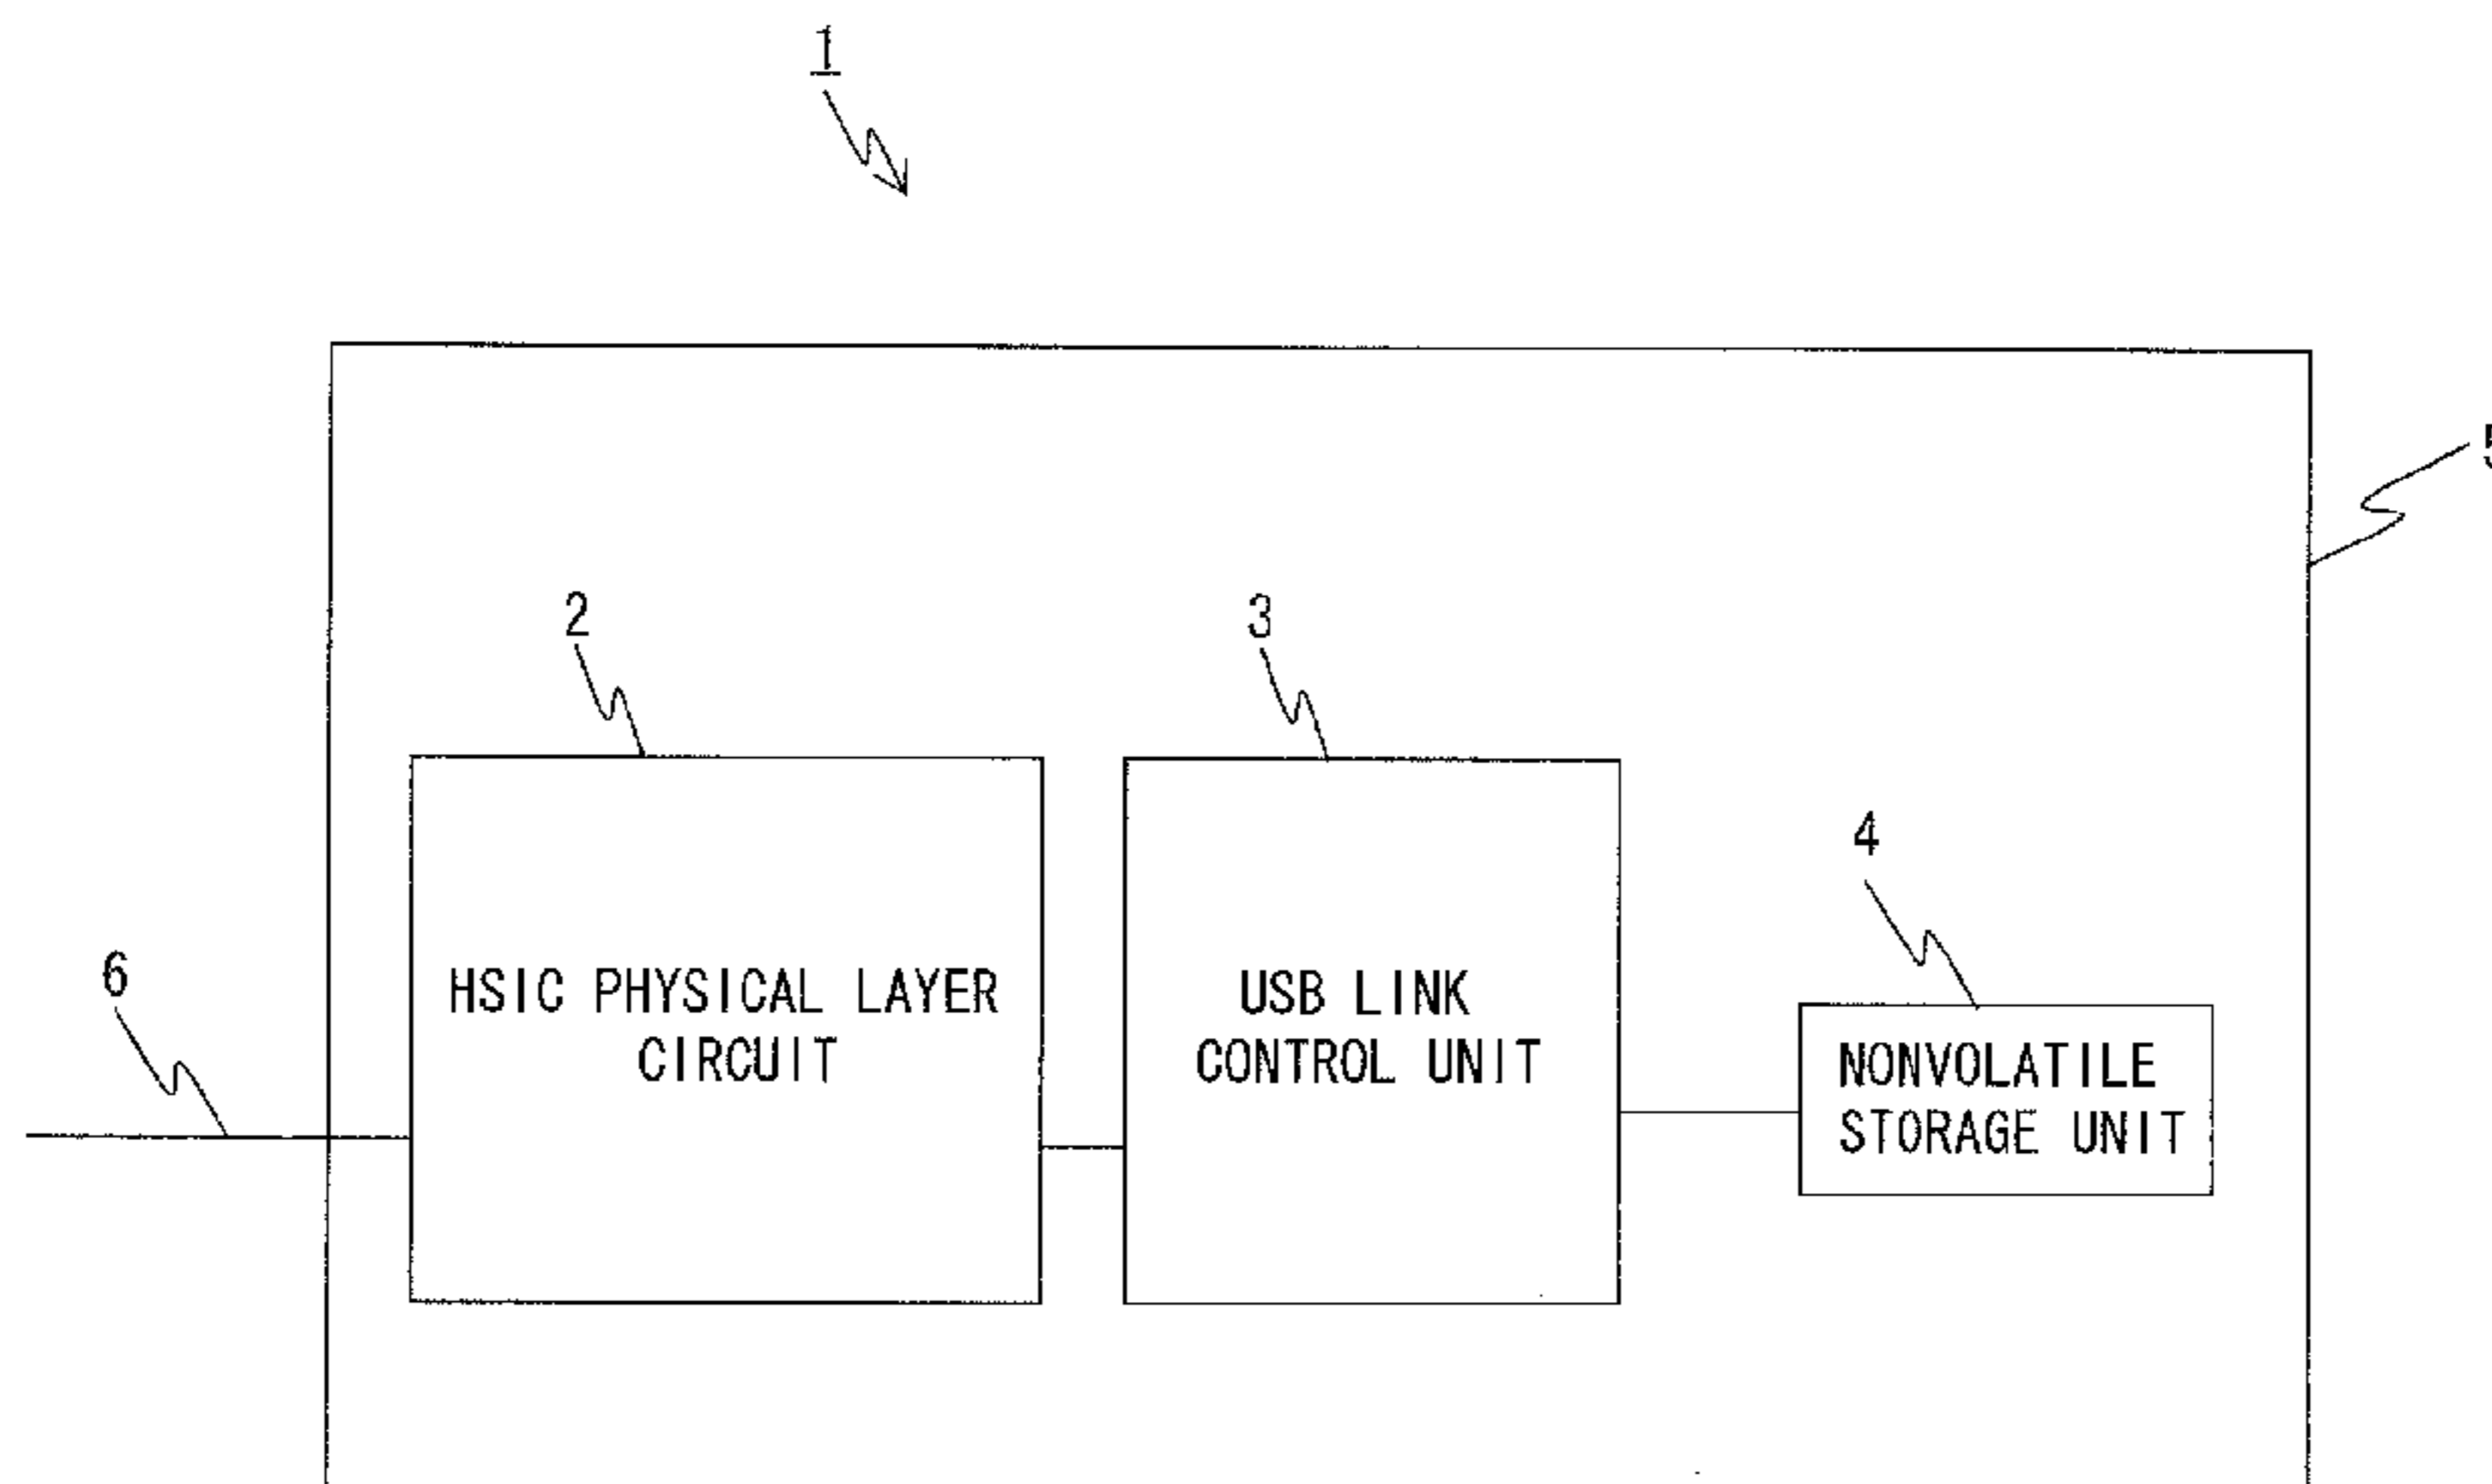 1
5
2
3
4
6
HSIC PHYSICAL LAYER
CIRCUIT
USB LINK
CONTROL UNIT
NONVOLATILE
STORAGE UNIT